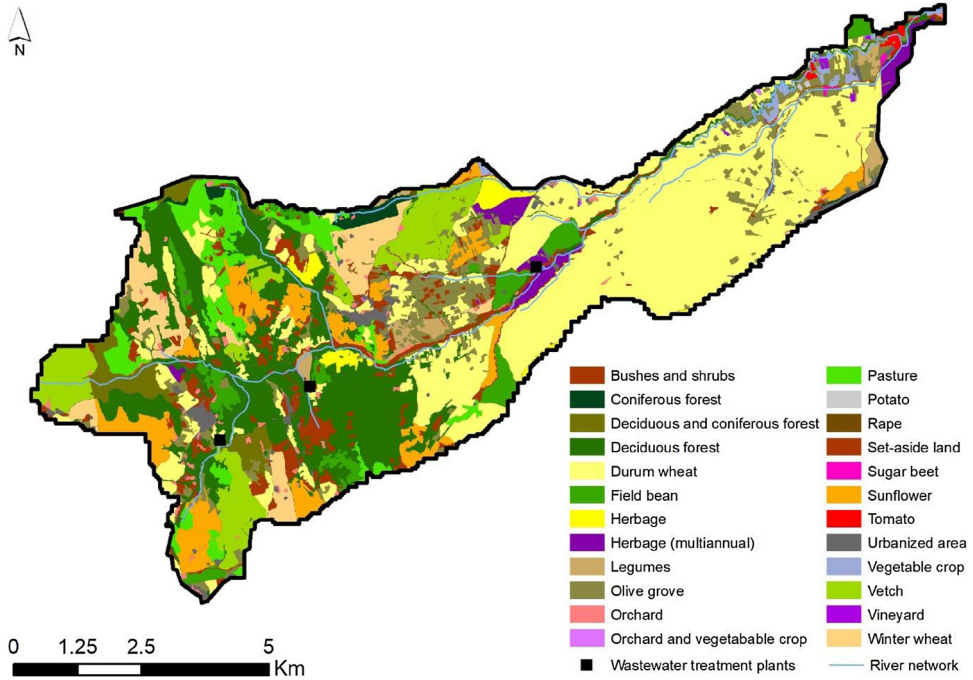 N
Bushes and shrubs
Coniferous forest
Deciduous and coniferous forest
Deciduous forest
Durum wheat
Field bean
Herbage
Herbage (multiannual)
Legumes
Olive grove
Orchard
Orchard and vegetabable crop
Wastewater treatment plants
Pasture
Potato
Rape
Set-aside land
Sugar beet
Sunflower
Tomato
Urbanized area
Vegetable crop
Vetch
Vineyard
Winter wheat
River network
0 1.25 2.5 5
Km